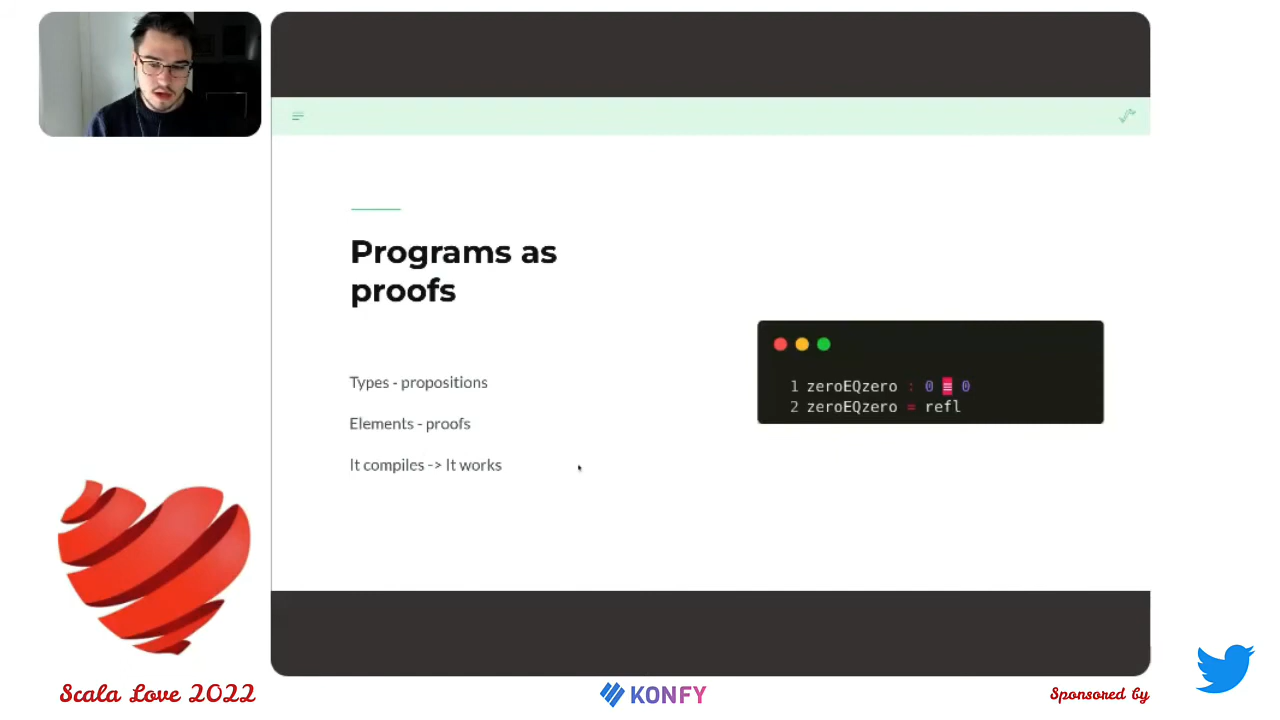 Programs as
proofs
Types - propositions
Elements - proofs
It compiles -> It works
1 zeroEQzero : 0 ≡ 0
2 zeroEQzero = refl
Scala Love 2022
KONFY
Sponsored by